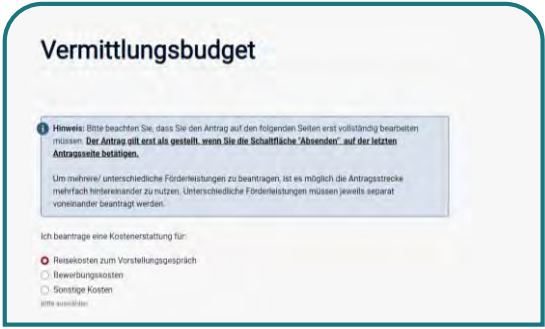 Vermittlungsbudget
Hinweis: Bitte beachten Sie, dass Sie den Antrag auf den folgenden Seiten erst vollständig bearbeiten
müssen. Der Antrag gilt erst als gestellt, wenn Sie die Schaltfläche "Absenden" auf der letzten
Antragsseite betätigen.
Um mehrere/ unterschiedliche Förderleistungen zu beantragen, ist es möglich die Antragsstrecke
mehrfach hintereinander zu nutzen. Unterschiedliche Förderleistungen müssen jeweils separat
voneinander beantragt werden.
Ich beantrage eine Kostenerstattung für:
Reisekosten zum Vorstellungsgespräch
Bewerbungskosten
Sonstige Kosten
Bitte auswählen